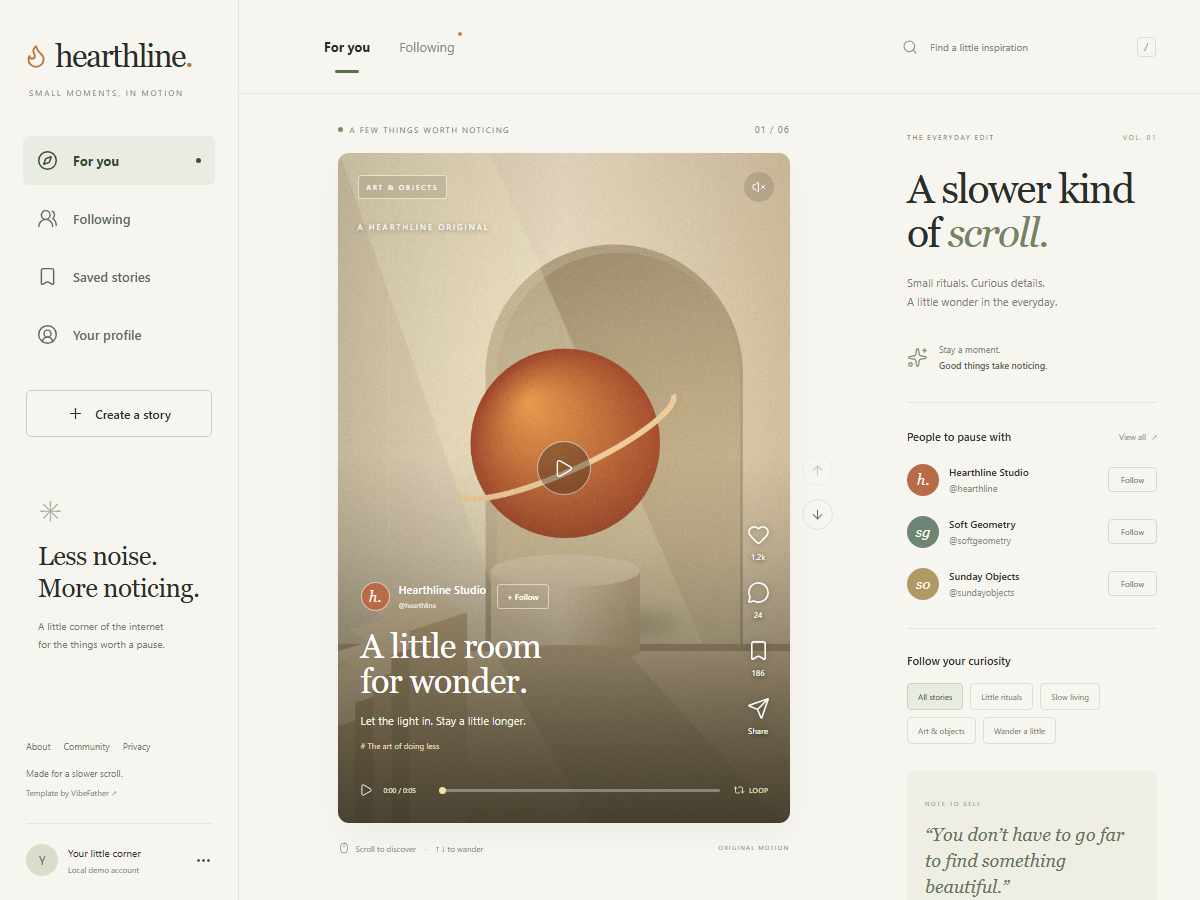 hearthline.
SMALL MOMENTS, IN MOTION
For you
Following
Saved stories
Your profile
Create a story
Less noise.
More noticing.
A little corner of the internet
for the things worth a pause.
About Community Privacy
Made for a slower scroll.
Template by VibeFather ↗
Y
Your little corner
Local demo account
For you
Following
Find a little inspiration
/
A FEW THINGS WORTH NOTICING
01 / 06
ART & OBJECTS
A HEARTHLINE ORIGINAL
1.2k
24
186
Share
h.
Hearthline Studio
@hearthline
+ Follow
A little room
for wonder.
Let the light in. Stay a little longer.
# The art of doing less
0:00 / 0:05
LOOP
Scroll to discover · ↑ ↓ to wander
ORIGINAL MOTION
THE EVERYDAY EDIT
VOL. 01
A slower kind
of scroll.
Small rituals. Curious details.
A little wonder in the everyday.
Stay a moment.
Good things take noticing.
People to pause with
View all ↗
h.
Hearthline Studio
@hearthline
Follow
sg
Soft Geometry
@softgeometry
Follow
so
Sunday Objects
@sundayobjects
Follow
Follow your curiosity
All stories
Little rituals
Slow living
Art & objects
Wander a little
NOTE TO SELF
“You don’t have to go far
to find something
beautiful.”